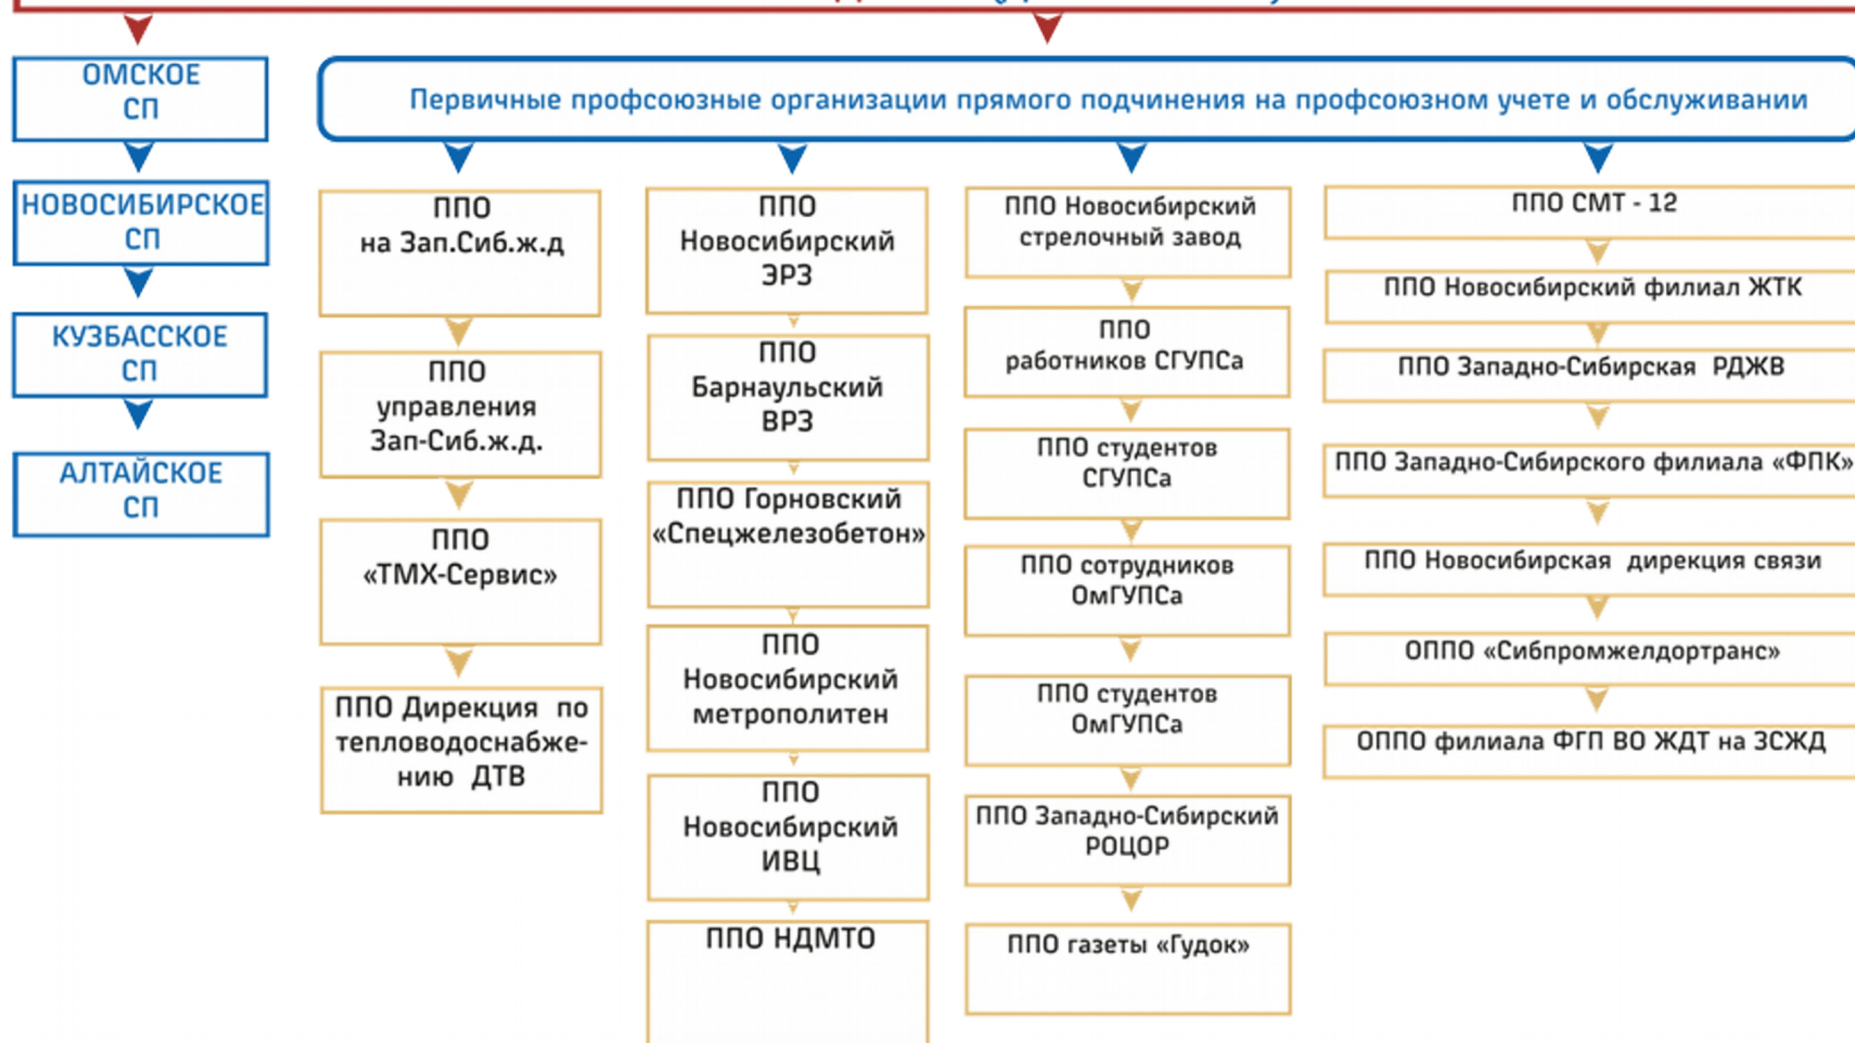 ОМСКОЕ
СП
НОВОСИБИРСКОЕ
СП
КУЗБАССКОЕ
СП
АЛТАЙСКОЕ
СП
Первичные профсоюзные организации прямого подчинения на профсоюзном учете и обслуживании
ППО
на Зап.Сиб.ж.д
ППО
управления
Зап-Сиб.ж.д.
ППО
«ТМХ-Сервис»
ППО Дирекция по
тепловодоснабже-
нию ДТВ
ППО
Новосибирский
ЭРЗ
ППО
Барнаульский
ВРЗ
ППО Горновский
«Спецжелезобетон»
ППО
Новосибирский
метрополитен
ППО
Новосибирский
ИВЦ
ППО НДМТО
ППО Новосибирский
стрелочный завод
ППО
работников СГУПСа
ППО студентов
СГУПСа
ППО сотрудников
ОмГУПСа
ППО студентов
ОмГУПСа
ППО Западно-Сибирский
РОЦОР
ППО газеты «Гудок»
ППО СМТ - 12
ППО Новосибирский филиал ЖТК
ППО Западно-Сибирская РДЖВ
ППО Западно-Сибирского филиала «ФПК»
ППО Новосибирская дирекция связи
ОППО «Сибпромжелдортранс»
ОППО филиала ФГП ВО ЖДТ на ЗСЖД